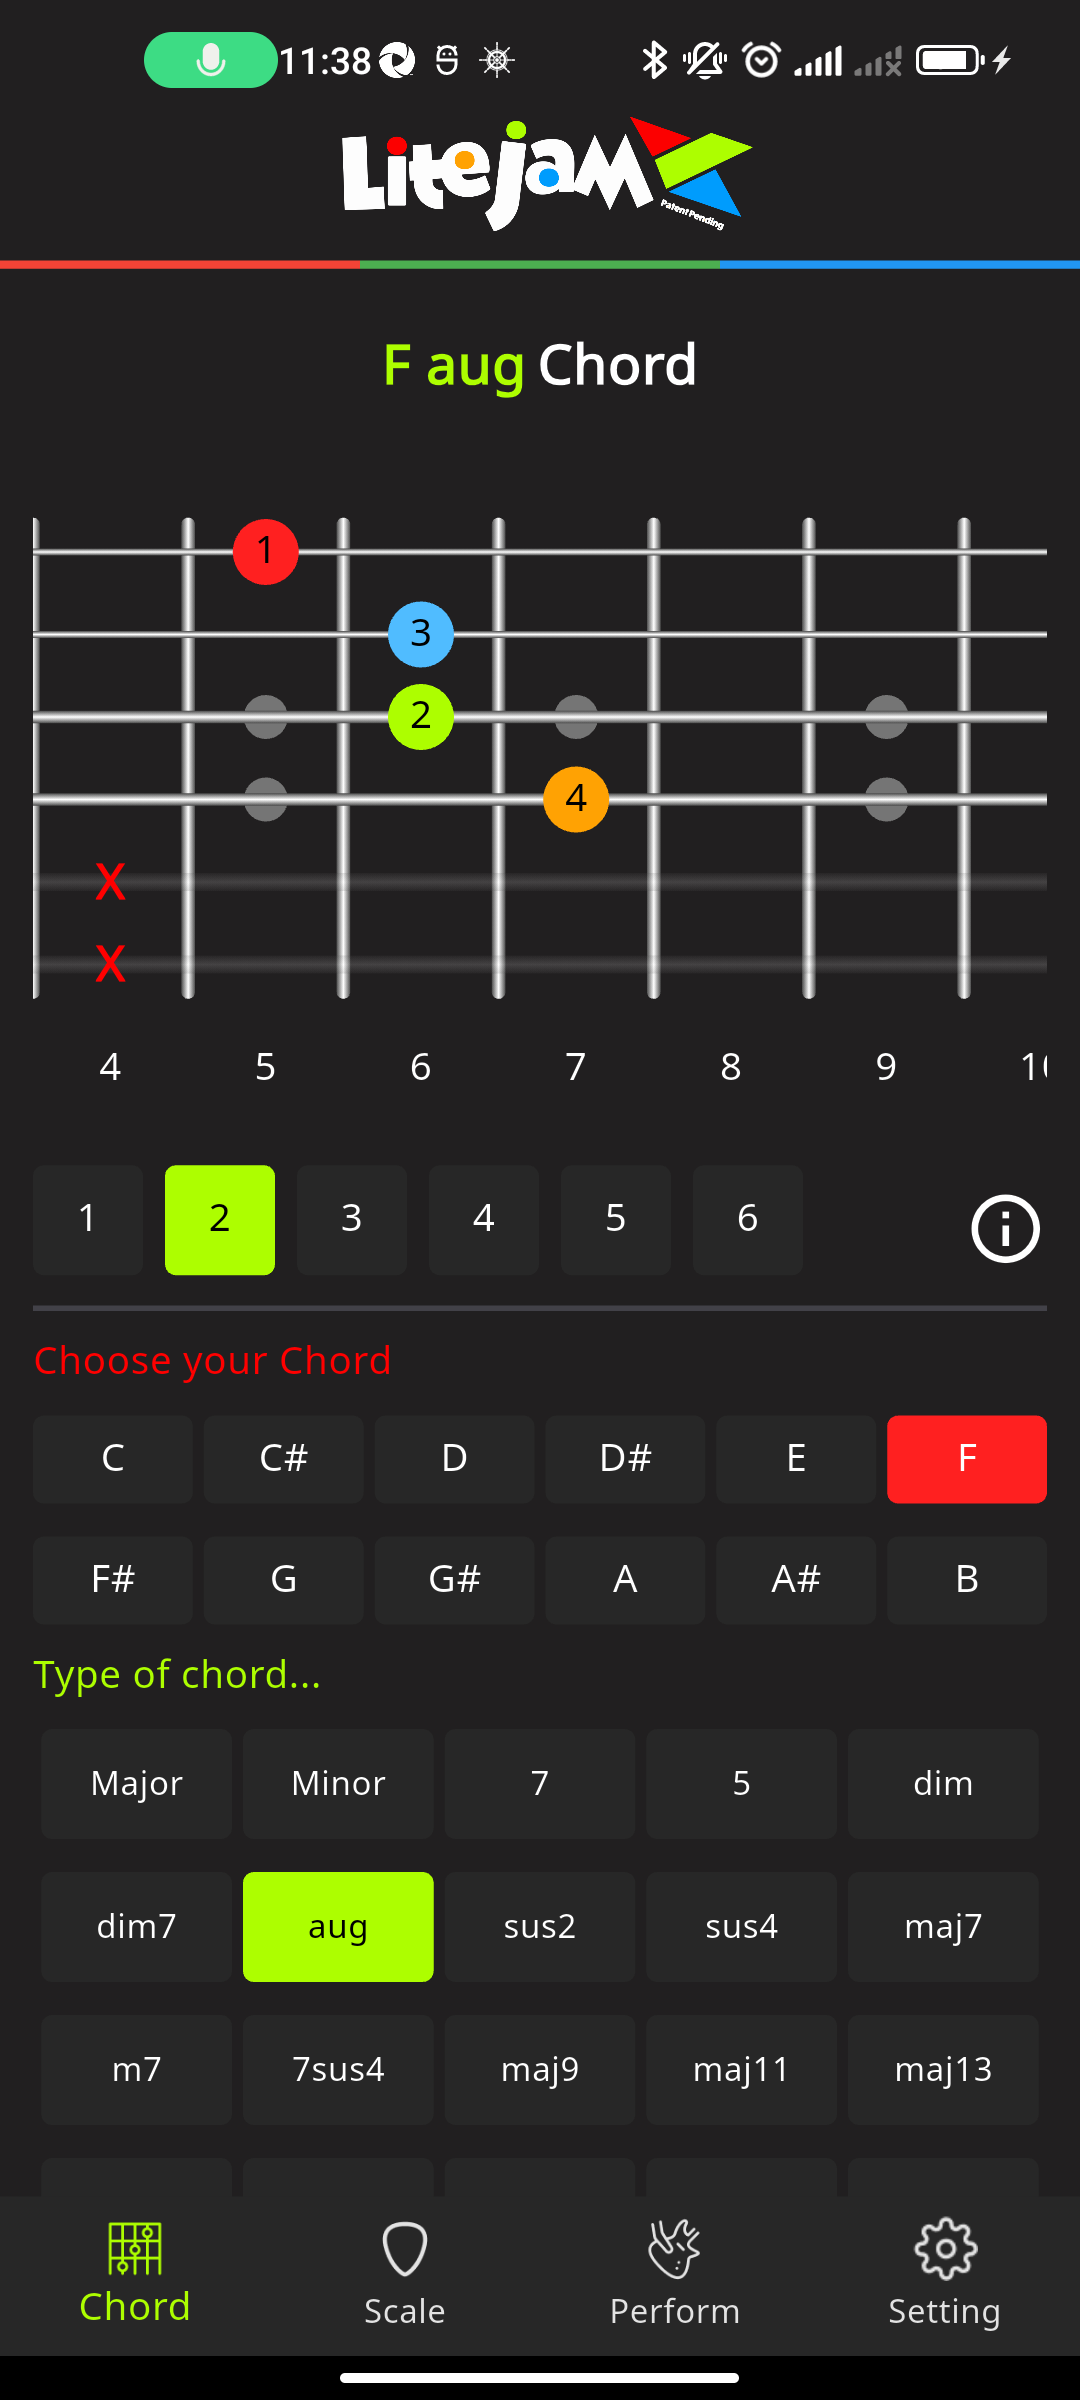 11:38
Litejam
Patent Pending
F aug Chord
1
3
2
4
X
X
4 5 6 7 8 9 10
1 2 3 4 5 6
Choose your Chord
C C# D D# E F
F# G G# A A# B
Type of chord...
Major Minor 7 5 dim
dim7 aug sus2 sus4 maj7
m7 7sus4 maj9 maj11 maj13
Chord Scale Perform Setting